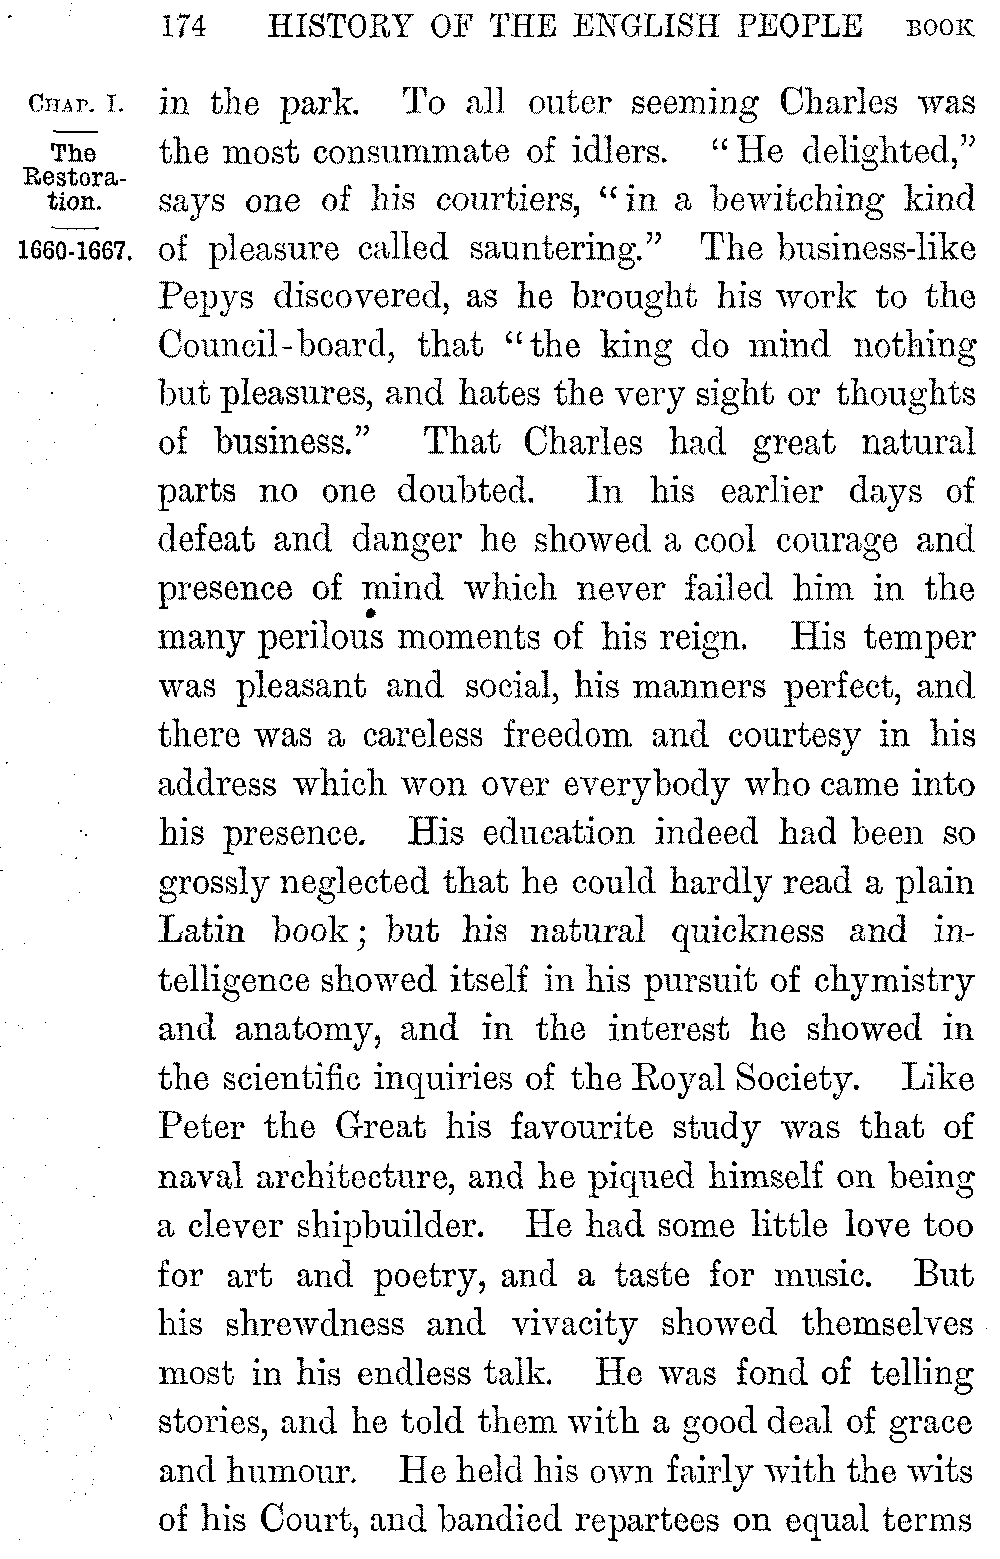 174 HISTORY OF THE ENGLISH PEOPLE BOOK
CHAP. I.
The
Restora-
tion.
1660-1667.
in the park. To all outer seeming Charles was
the most consummate of idlers. “He delighted,”
says one of his courtiers, “in a bewitching kind
of pleasure called sauntering.” The business-like
Pepys discovered, as he brought his work to the
Council-board, that “the king do mind nothing
but pleasures, and hates the very sight or thoughts
of business.” That Charles had great natural
parts no one doubted. In his earlier days of
defeat and danger he showed a cool courage and
presence of mind which never failed him in the
many perilous moments of his reign. His temper
was pleasant and social, his manners perfect, and
there was a careless freedom and courtesy in his
address which won over everybody who came into
his presence. His education indeed had been so
grossly neglected that he could hardly read a plain
Latin book; but his natural quickness and in-
telligence showed itself in his pursuit of chymistry
and anatomy, and in the interest he showed in
the scientific inquiries of the Royal Society. Like
Peter the Great his favourite study was that of
naval architecture, and he piqued himself on being
a clever shipbuilder. He had some little love too
for art and poetry, and a taste for music. But
his shrewdness and vivacity showed themselves
most in his endless talk. He was fond of telling
stories, and he told them with a good deal of grace
and humour. He held his own fairly with the wits
of his Court, and bandied repartees on equal terms